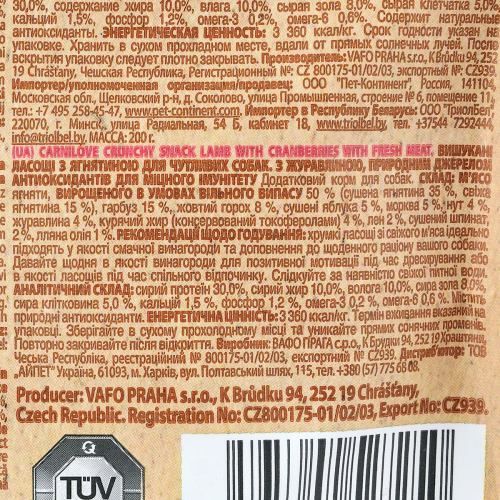 30,0%, содержание жира 10,0%, влага 10,0%, сырая зола 8,0%, сырая клетчатка 5,0%,
кальций 1,5%, фосфор 1,2%, омега-3 0,2%, омега-6 0,6%. Содержит натуральные
антиоксиданты. ЭНЕРГЕТИЧЕСКАЯ ЦЕННОСТЬ: 3 360 ккал/кг. Срок годности указан
упаковке. Хранить в сухом прохладном месте, вдали от прямых солнечных лучей. После
вскрытия упаковку следует плотно закрывать. Производитель: VAFO PRAHA s.r.o., K Brůdku 94, 252
19 Chrášťany, Чешская Республика, Регистрационный №: CZ 800175-01/02/03, экспортный №: CZ939.
Импортер/уполномоченная организация/продавец: ООО "Пет-Континент", Россия, 141104,
Московская обл., Щелковский р-н, д. Соколово, улица Промышленная, строение № 6, помещение 11,
тел.: +7 495 258-45-47, www.pet-continent.ru. Импортер в Республику Беларусь: ООО "Триолбел",
220070, г. Минск, улица Радиальная, 54 Б, кабинет 18, www.triolbel.by, тел. +37544 7292444,
info@triolbel.by. МАССА: 200 г.
(UA) CARNILOVE CRUNCHY SNACK LAMB WITH CRANBERRIES WITH FRESH MEAT. ВИШУКАНІ
ЛАСОЩІ З ЯГНЯТИНОЮ ДЛЯ ЧУТЛИВИХ СОБАК. З ЖУРАВЛИНОЮ, ПРИРОДНИМ ДЖЕРЕЛОМ
АНТИОКСИДАНТІВ ДЛЯ МІЦНОГО ІМУНІТЕТУ Додатковий корм для собак. СКЛАД: М'ЯСО
ягняти, ВИРОЩЕНОГО В УМОВАХ ВІЛЬНОГО ВИПАСУ 50 % (сушена ягнятина 35 %, свіжа
ягнятина 15 %), гарбуз 15 %, жовтий горох 8 %, сушені яблука 5 %, морква 5 %, нут 4 %,
журавлина 4 %, курячий жир (консервований токоферолами) 4 %, лен 2 %, сушений шпинат
2 %, лляна олія 1 %. РЕКОМЕНДАЦІЇ ЩОДО ГОДУВАННЯ: хрумкі ласощі зі свіжого м'яса ідеально
підходять у якості смачної винагороди та доповнення до щоденного раціону вашого собаки.
Давайте щодня в якості винагороди для позитивної мотивації під час дресирування або
в якості ласощів під час спільного відпочинку. Слідкуйте за наявністю свіжої питної води.
АНАЛІТИЧНИЙ СКЛАД: сирий протеїн 30,0%, сирий жир 10,0%, волога 10,0%, сира зола 8,0%,
сира клітковина 5,0 %, кальцій 1,5 %, фосфор 1,2 %, омега-3 0,2 %, омега-6 0,6 %. Містить
природні антиоксиданти. ЕНЕРГЕТИЧНА ЦІННІСТЬ: 3 360 ккал/кг. Термін вживання вказаний на
упаковці. Зберігайте в сухому прохолодному місці та уникайте прямих сонячних променів.
Повторно закривайте після відкриття. Виробник: ВАФО ПРАГА с.р.о., К Брудки 94, 252 19 Храштяни,
Чеська Республіка, реєстраційний № 800175-01/02/03, експортний № CZ939. Дистриб'ютор: ТОВ
„АЙПЕТ" Україна, 61093, м. Харків, вул. Полтавський шлях, 115, тел. +380 (57) 775 66 08.
Producer: VAFO PRAHA s.r.o., K Brůdku 94, 252 19 Chrášťany,
Czech Republic. Registration No: CZ800175-01/02/03, Export No: CZ939.
TÜV